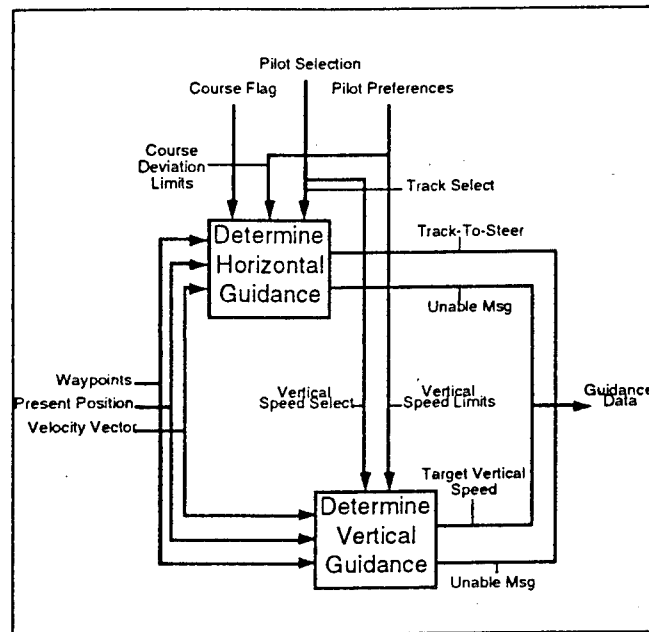 Pilot Selection
Course Flag
Pilot Preferences
Course
Deviation
Limits
Track Select
Determine
Horizontal
Guidance
Track-To-Steer
Unable Msg
Waypoints
Present Position
Velocity Vector
Vertical
Speed Select
Vertical
Speed Limits
Guidance
Data
Target Vertical
Speed
Determine
Vertical
Guidance
Unable Msg